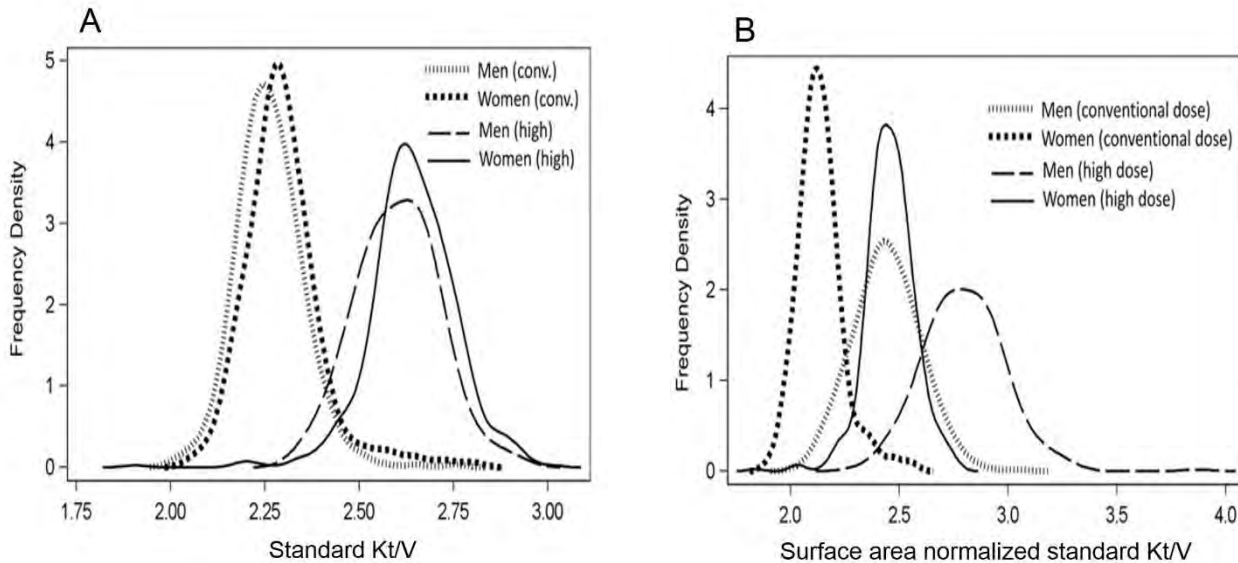 A
Frequency Density
5
4
3
2
1
0
Men (conv.)
Women (conv.)
Men (high)
Women (high)
1.75 2.00 2.25 2.50 2.75 3.00
Standard Kt/V
B
Frequency Density
4
3
2
1
0
Men (conventional dose)
Women (conventional dose)
Men (high dose)
Women (high dose)
2.0 2.5 3.0 3.5 4.0
Surface area normalized standard Kt/V